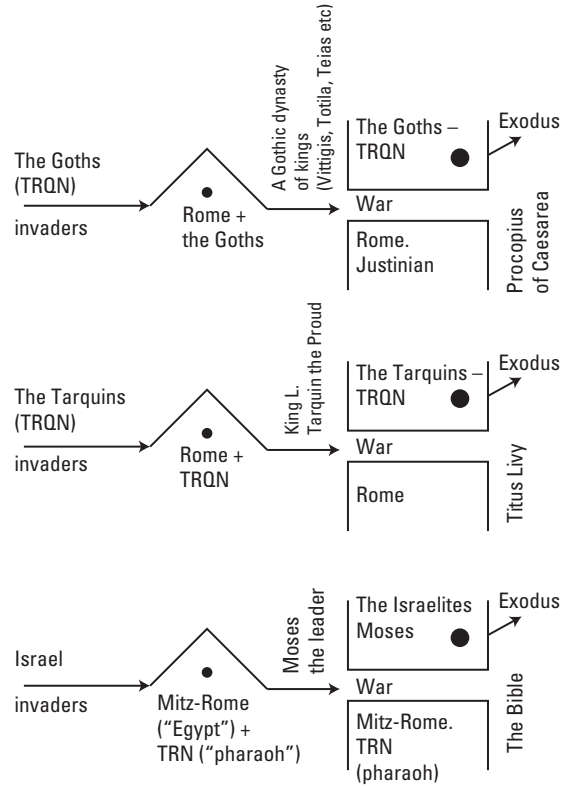 The Goths
(TRQN)
invaders
Rome +
the Goths
A Gothic dynasty
of kings
(Vittigis, Totila, Teias etc)
The Goths –
TRQN
Exodus
War
Rome.
Justinian
Procopius
of Caesarea
The Tarquins
(TRQN)
invaders
Rome +
TRQN
King L.
Tarquin the Proud
The Tarquins –
TRQN
Exodus
War
Rome
Titus Livy
Israel
invaders
Mitz-Rome
(“Egypt”) +
TRN (“pharaoh”)
Moses
the leader
The Israelites
Moses
Exodus
War
Mitz-Rome.
TRN
(pharaoh)
The Bible